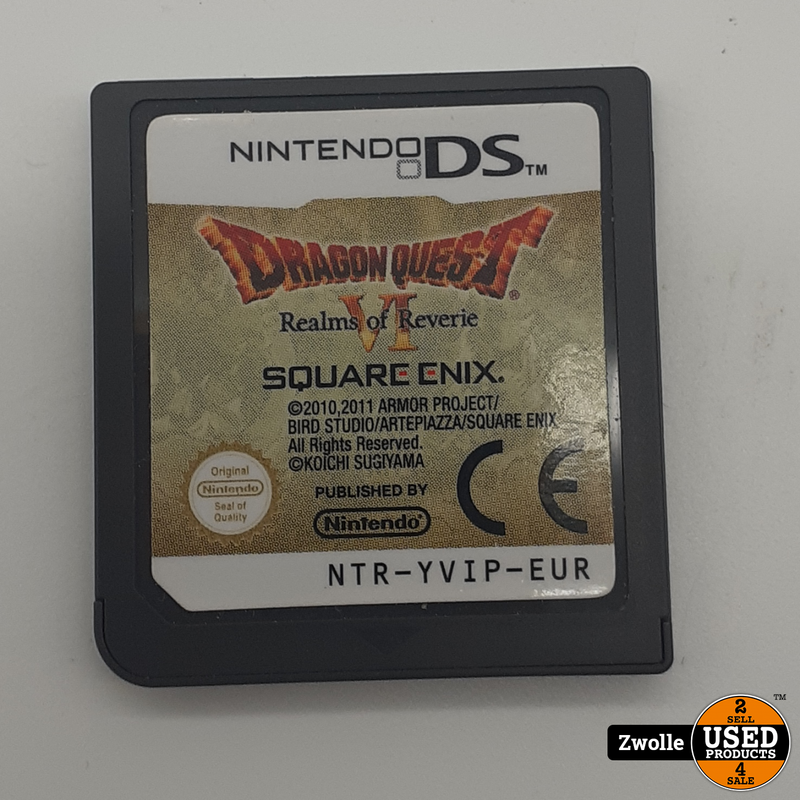 NINTENDO DS™
DRAGON QUEST®
VI
Realms of Reverie
SQUARE ENIX®
©2010,2011 ARMOR PROJECT/
BIRD STUDIO/ARTEPIAZZA/SQUARE ENIX
All Rights Reserved.
©KOICHI SUGIYAMA
Original
Nintendo
Seal of
Quality
PUBLISHED BY
Nintendo®
CE
NTR-YVIP-EUR
Zwolle
2
SELL
USED
PRODUCTS
4
SALE
™